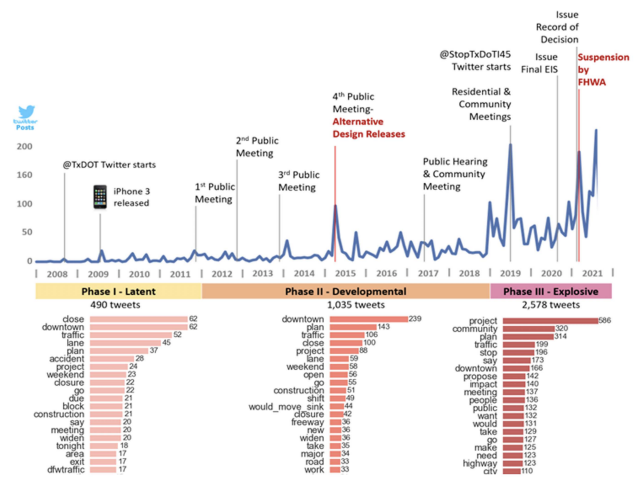 Issue
Record of
Decision
@StopTxDoTI45
Twitter starts
Issue
Final EIS
Suspension
by
FHWA
Residential &
Community
Meetings
4th Public
Meeting-
Alternative
Design Releases
twitter
Posts
2nd Public
Meeting
@TxDOT Twitter starts
iPhone 3
released
1st Public
Meeting
3rd Public
Meeting
Public Hearing
& Community
Meeting
200
150
100
50
0
2008 2009 2010 2011 2012 2013 2014 2015 2016 2017 2018 2019 2020 2021
Phase I - Latent
490 tweets
close 62
downtown 62
traffic 52
lane 45
plan 37
accident 28
project 24
weekend 23
closure 22
go 22
due 21
block 21
construction 21
say 20
meeting 20
widen 20
tonight 18
area 17
exit 17
dfwtraffic 17
Phase II - Developmental
1,035 tweets
downtown 239
plan 143
traffic 106
close 100
project 88
lane 59
weekend 58
open 56
go 55
construction 51
shift 49
would_move_sink 44
closure 42
freeway 36
new 36
widen 36
take 35
major 34
road 33
work 33
Phase III - Explosive
2,578 tweets
project 586
community 320
plan 314
traffic 199
stop 196
say 173
downtown 166
propose 142
impact 140
meeting 137
people 136
public 132
want 132
would 131
take 129
go 127
make 125
need 123
highway 123
city 110